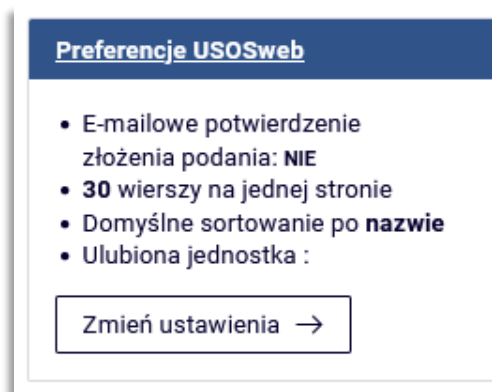 Preferencje USOSweb
• E-mailowe potwierdzenie
złożenia podania: NIE
• 30 wierszy na jednej stronie
• Domyślne sortowanie po nazwie
• Ulubiona jednostka :
Zmień ustawienia →